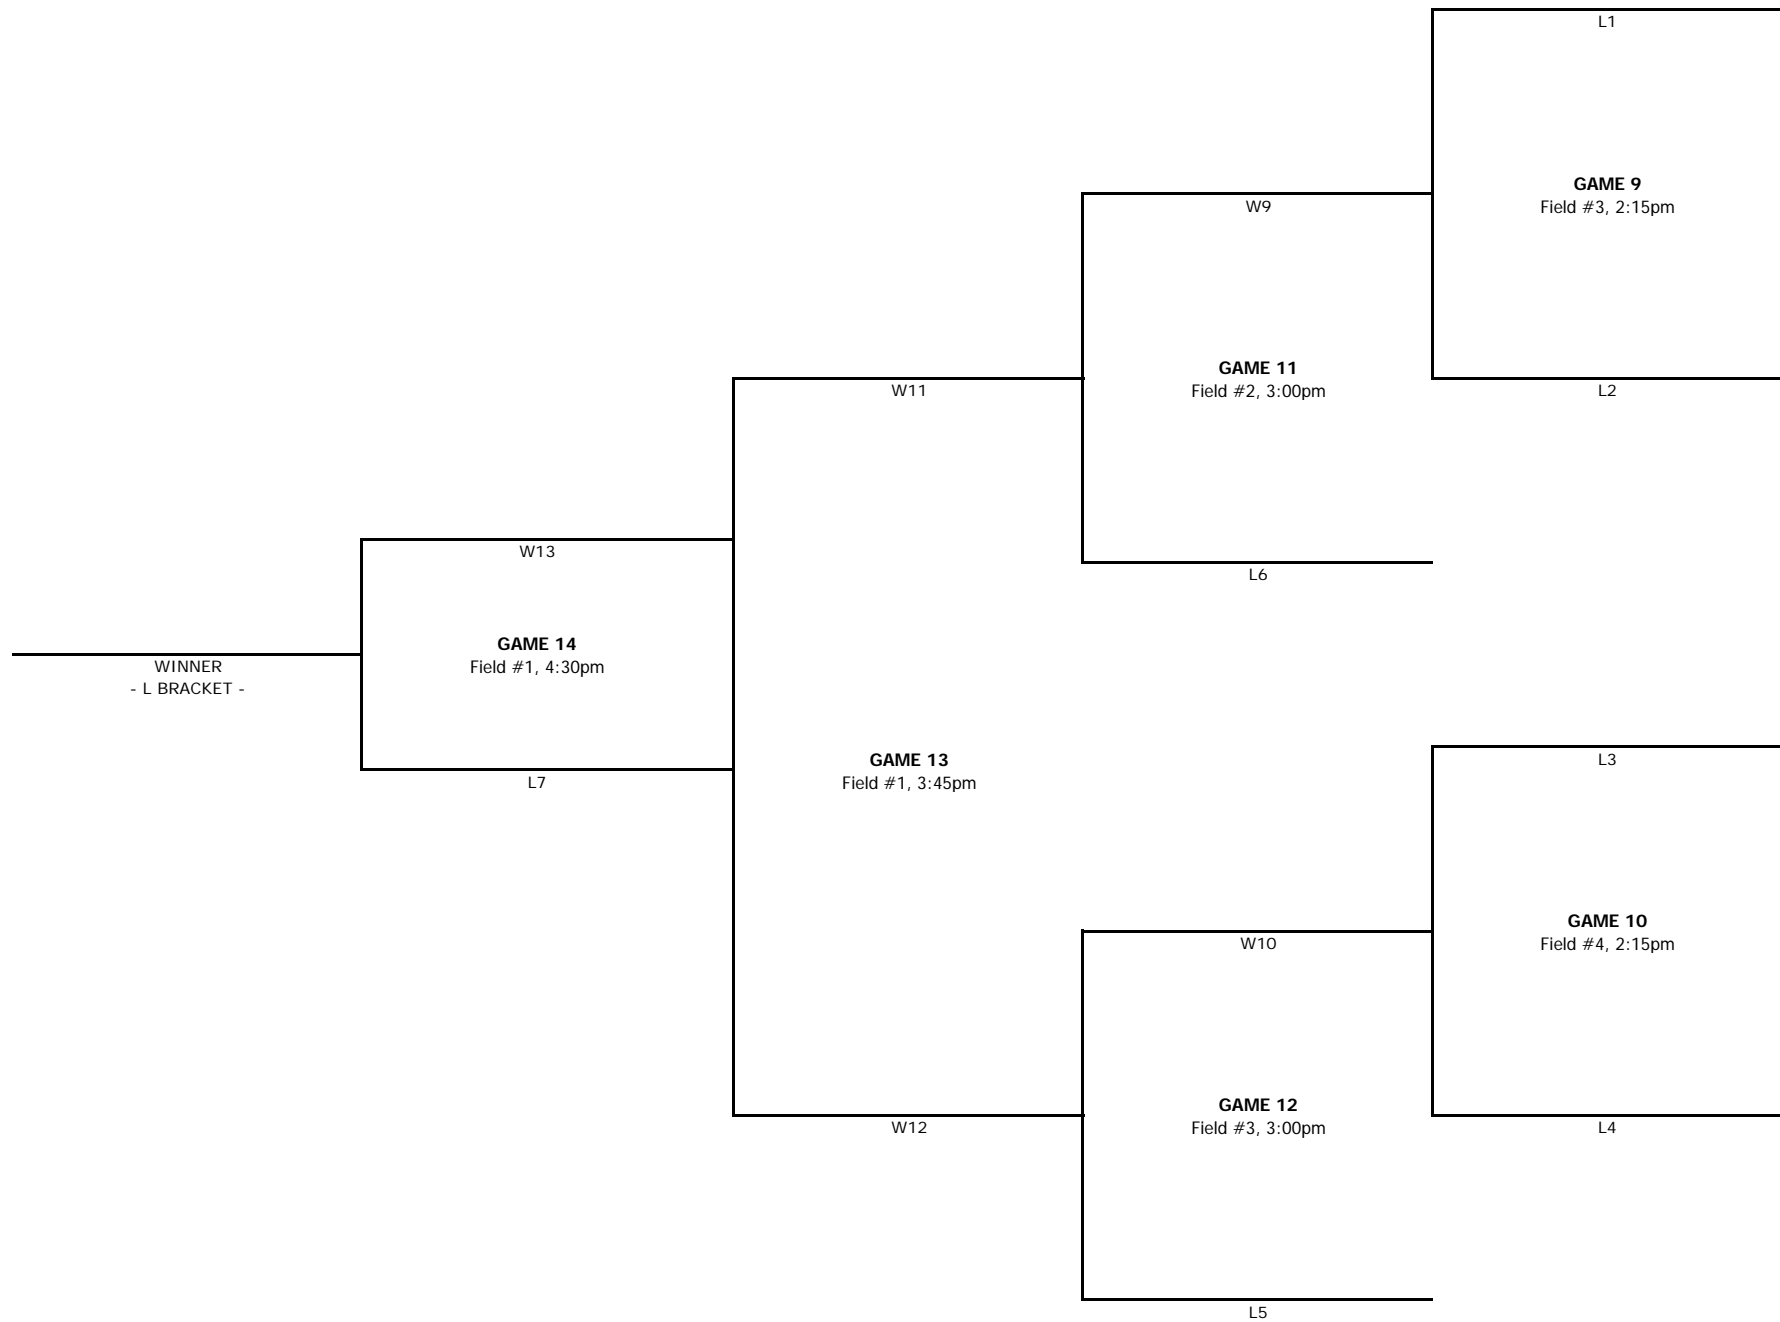 L1
GAME 9
Field #3, 2:15pm
W9
GAME 11
Field #2, 3:00pm
W11
L2
W13
L6
GAME 14
Field #1, 4:30pm
WINNER
- L BRACKET -
GAME 13
Field #1, 3:45pm
L7
L3
GAME 10
Field #4, 2:15pm
W10
GAME 12
Field #3, 3:00pm
W12
L4
L5